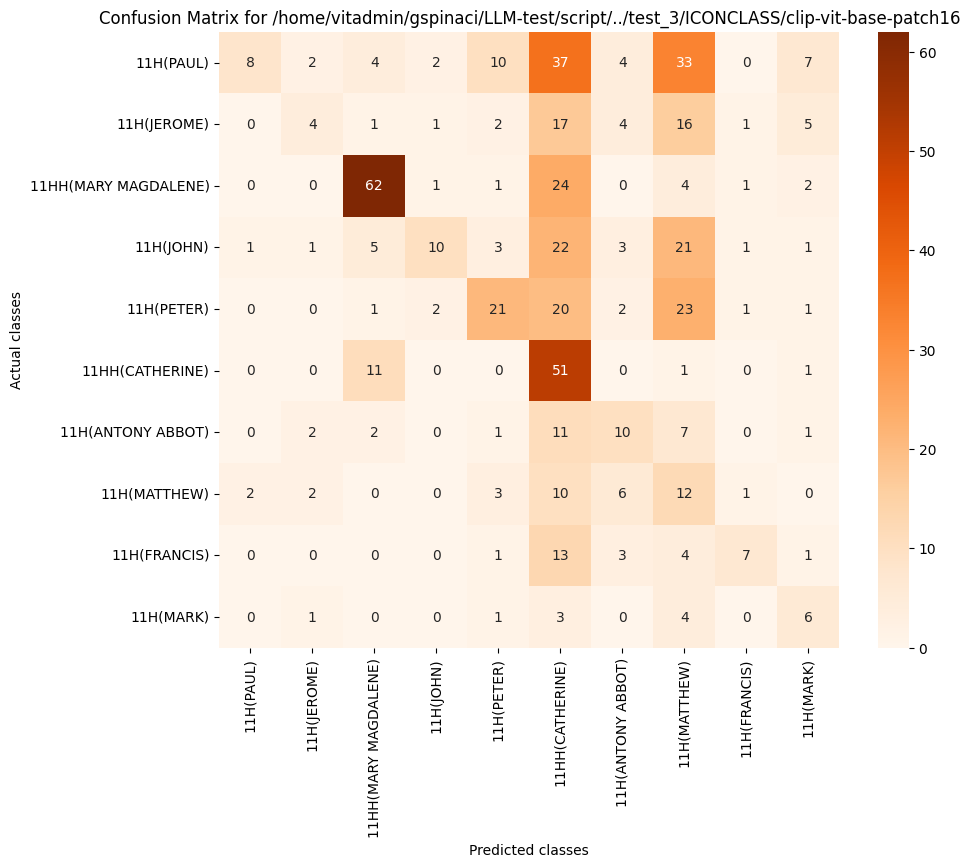 Confusion Matrix for /home/vitadmin/gspinaci/LLM-test/script/../test_3/ICONCLASS/clip-vit-base-patch16
11H(PAUL) 8 2 4 2 10 37 4 33 0 7
11H(JEROME) 0 4 1 1 2 17 4 16 1 5
11HH(MARY MAGDALENE) 0 0 62 1 1 24 0 4 1 2
11H(JOHN) 1 1 5 10 3 22 3 21 1 1
11H(PETER) 0 0 1 2 21 20 2 23 1 1
11HH(CATHERINE) 0 0 11 0 0 51 0 1 0 1
11H(ANTONY ABBOT) 0 2 2 0 1 11 10 7 0 1
11H(MATTHEW) 2 2 0 0 3 10 6 12 1 0
11H(FRANCIS) 0 0 0 0 1 13 3 4 7 1
11H(MARK) 0 1 0 0 1 3 0 4 0 6
Actual classes
11H(PAUL)
11H(JEROME)
11HH(MARY MAGDALENE)
11H(JOHN)
11H(PETER)
11HH(CATHERINE)
11H(ANTONY ABBOT)
11H(MATTHEW)
11H(FRANCIS)
11H(MARK)
Predicted classes
60
50
40
30
20
10
0